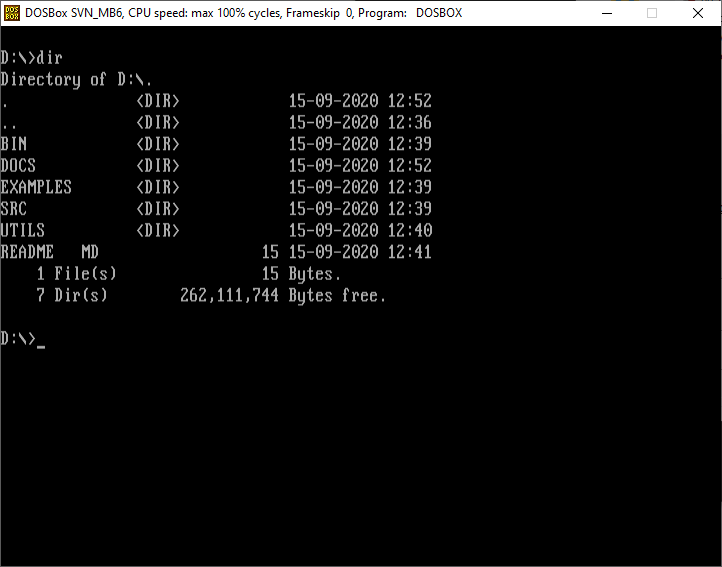 DOS
BOX
DOSBox SVN_MB6, CPU speed: max 100% cycles, Frameskip 0, Program: DOSBOX
D:\>dir
Directory of D:\.
. <DIR> 15-09-2020 12:52
.. <DIR> 15-09-2020 12:36
BIN <DIR> 15-09-2020 12:39
DOCS <DIR> 15-09-2020 12:52
EXAMPLES <DIR> 15-09-2020 12:39
SRC <DIR> 15-09-2020 12:39
UTILS <DIR> 15-09-2020 12:40
README MD 15 15-09-2020 12:41
1 File(s) 15 Bytes.
7 Dir(s) 262,111,744 Bytes free.
D:\>_